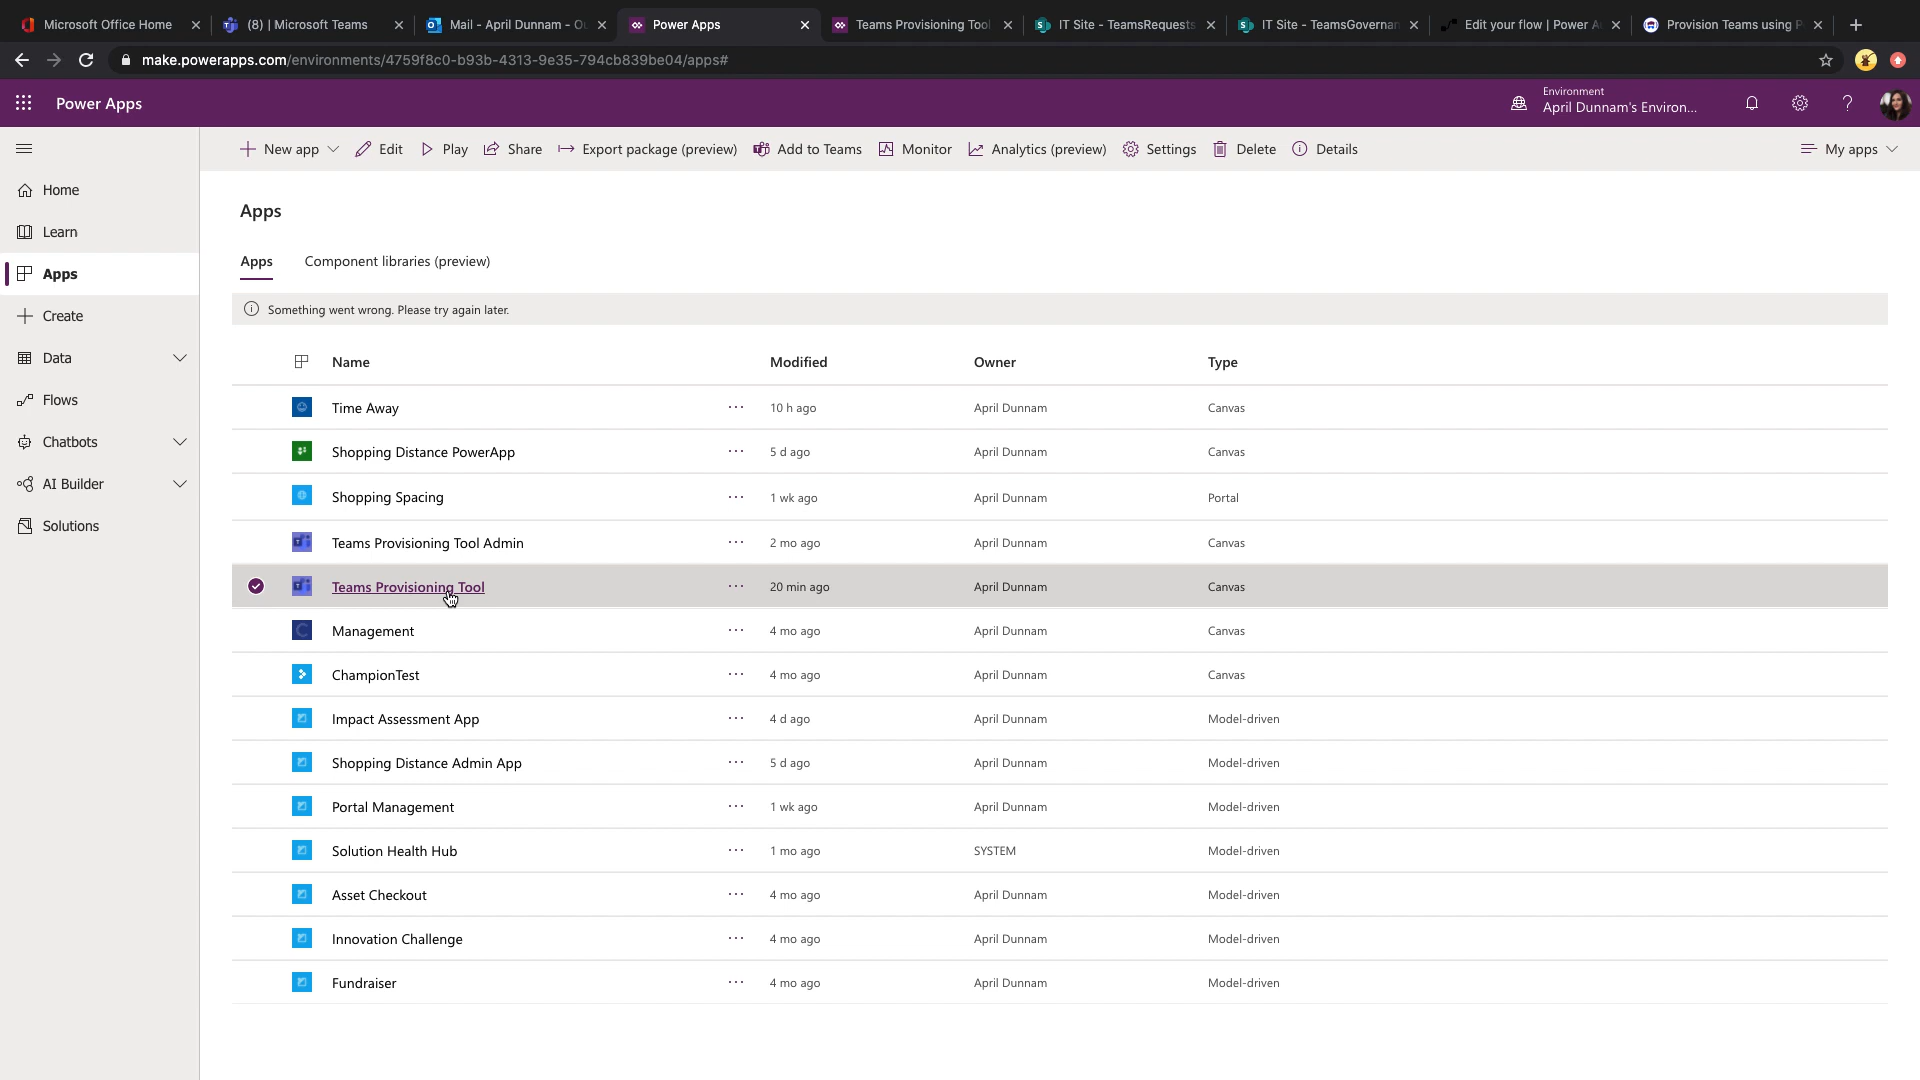 Microsoft Office Home
(8) | Microsoft Teams
Mail - April Dunnam - Ou
Power Apps
Teams Provisioning Tool
IT Site - TeamsRequests
IT Site - TeamsGovernan
Edit your flow | Power A
Provision Teams using P
make.powerapps.com/environments/4759f8c0-b93b-4313-9e35-794cb839be04/apps#
Power Apps
Environment
April Dunnam's Environ...
New app
Edit
Play
Share
Export package (preview)
Add to Teams
Monitor
Analytics (preview)
Settings
Delete
Details
My apps
Home
Learn
Apps
Create
Data
Flows
Chatbots
AI Builder
Solutions
Apps
Apps
Component libraries (preview)
Something went wrong. Please try again later.
Name Modified Owner Type
Time Away ··· 10 h ago April Dunnam Canvas
Shopping Distance PowerApp ··· 5 d ago April Dunnam Canvas
Shopping Spacing ··· 1 wk ago April Dunnam Portal
Teams Provisioning Tool Admin ··· 2 mo ago April Dunnam Canvas
Teams Provisioning Tool ··· 20 min ago April Dunnam Canvas
Management ··· 4 mo ago April Dunnam Canvas
ChampionTest ··· 4 mo ago April Dunnam Canvas
Impact Assessment App ··· 4 d ago April Dunnam Model-driven
Shopping Distance Admin App ··· 5 d ago April Dunnam Model-driven
Portal Management ··· 1 wk ago April Dunnam Model-driven
Solution Health Hub ··· 1 mo ago SYSTEM Model-driven
Asset Checkout ··· 4 mo ago April Dunnam Model-driven
Innovation Challenge ··· 4 mo ago April Dunnam Model-driven
Fundraiser ··· 4 mo ago April Dunnam Model-driven